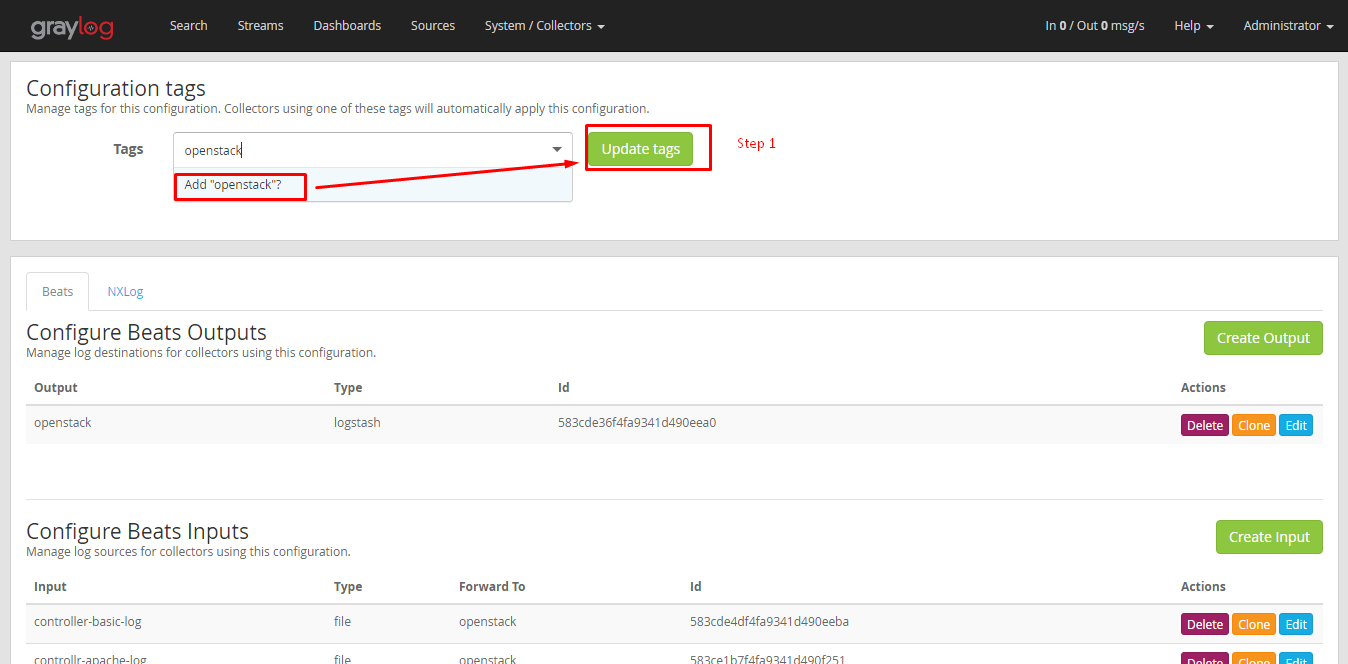 graylog Search Streams Dashboards Sources System / Collectors In 0 / Out 0 msg/s Help Administrator
Configuration tags
Manage tags for this configuration. Collectors using one of these tags will automatically apply this configuration.
Tags openstack Update tags Step 1
Add "openstack"?
Beats NXLog
Configure Beats Outputs
Manage log destinations for collectors using this configuration.
Create Output
Output Type Id Actions
openstack logstash 583cde36f4fa9341d490eea0 Delete Clone Edit
Configure Beats Inputs
Manage log sources for collectors using this configuration.
Create Input
Input Type Forward To Id Actions
controller-basic-log file openstack 583cde4df4fa9341d490eeba Delete Clone Edit
controllr-apache-log file openstack 583ce1b7f4fa9341d490f251 Delete Clone Edit